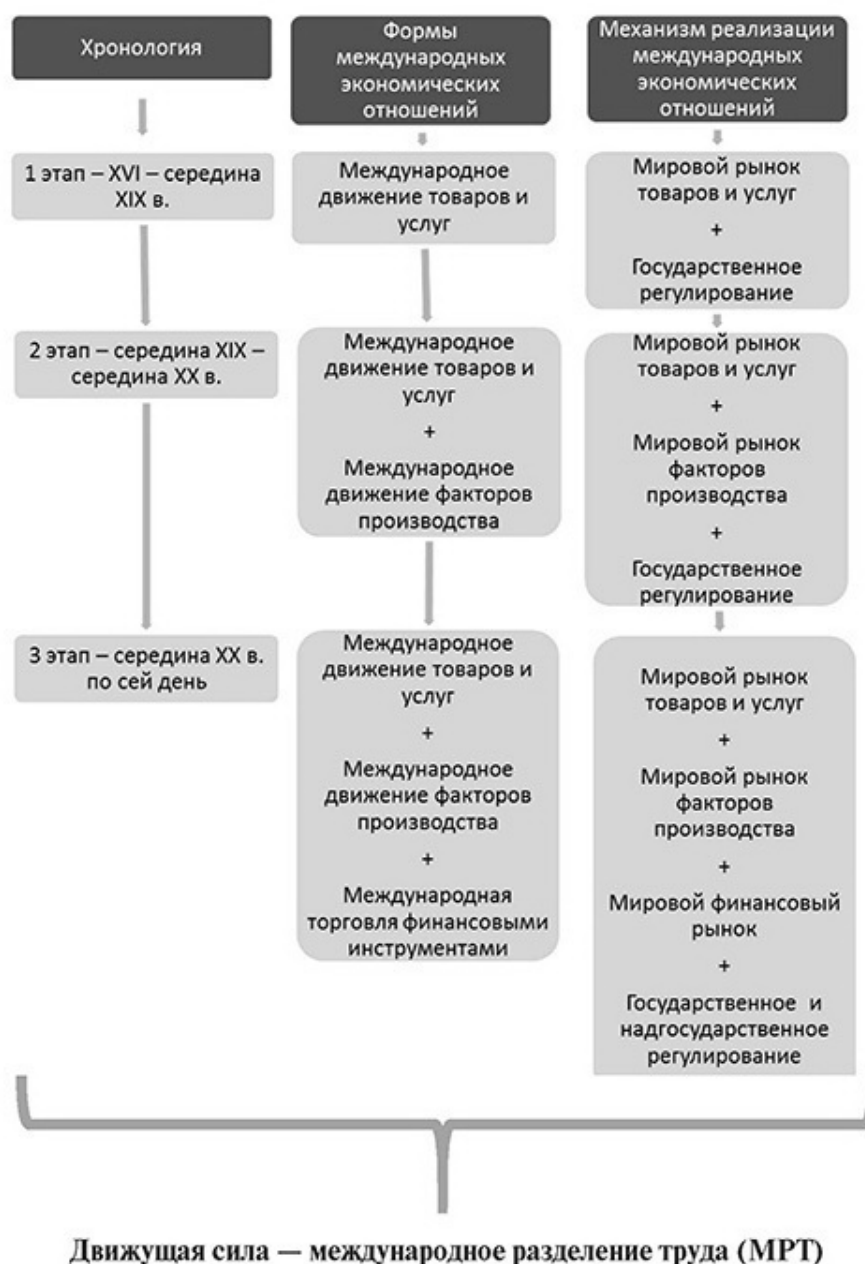 Хронология
Формы
международных
экономических
отношений
Механизм реализации
международных
экономических
отношений
1 этап – XVI – середина
XIX в.
Международное
движение товаров и
услуг
Мировой рынок
товаров и услуг
+
Государственное
регулирование
2 этап – середина XIX –
середина XX в.
Международное
движение товаров и
услуг
+
Международное
движение факторов
производства
Мировой рынок
товаров и услуг
+
Мировой рынок
факторов
производства
+
Государственное
регулирование
3 этап – середина XX в.
по сей день
Международное
движение товаров и
услуг
+
Международное
движение факторов
производства
+
Международная
торговля финансовыми
инструментами
Мировой рынок
товаров и услуг
+
Мировой рынок
факторов
производства
+
Мировой финансовый
рынок
+
Государственное и
надгосударственное
регулирование
Движущая сила — международное разделение труда (МРТ)